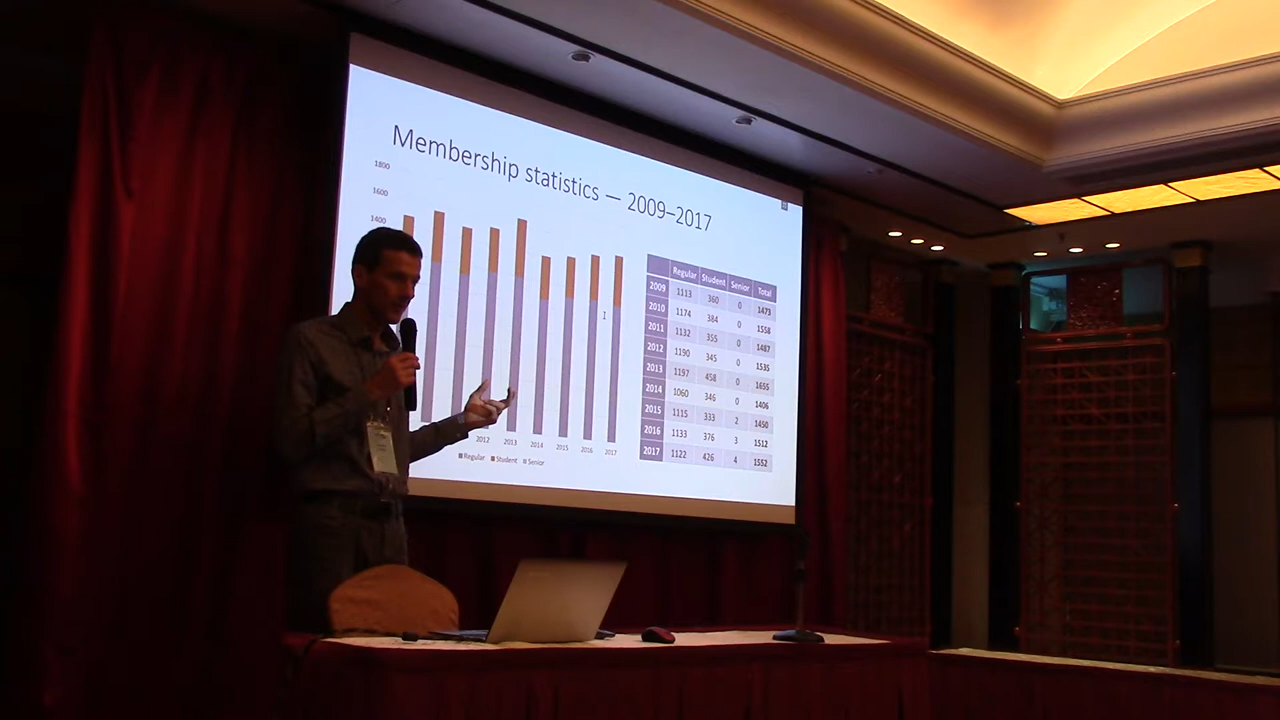 Membership statistics — 2009–2017
1800
1600
1400
2012 2013 2014 2015 2016 2017
Regular Student Senior
Regular Student Senior Total
2009 1113 360 0 1473
2010 1174 384 0 1558
2011 1132 355 0 1487
2012 1190 345 0 1535
2013 1197 458 0 1655
2014 1060 346 0 1406
2015 1115 333 2 1450
2016 1133 376 3 1512
2017 1122 426 4 1552